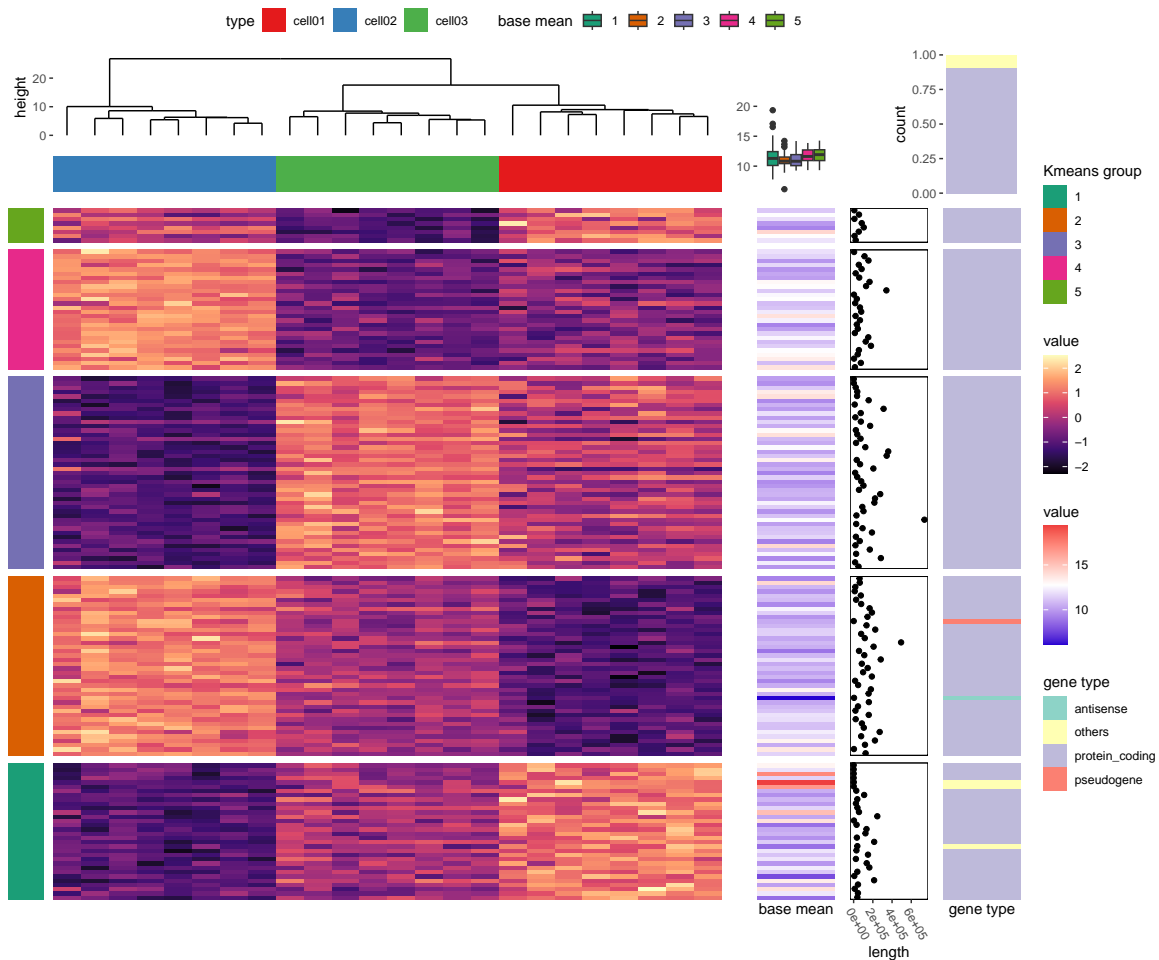 type cell01 cell02 cell03 base mean 1 2 3 4 5
height
20
10
0
20
15
10
count
1.00
0.75
0.50
0.25
0.00
Kmeans group
1
2
3
4
5
value
2
1
0
−1
−2
value
15
10
gene type
antisense
others
protein_coding
pseudogene
base mean
0e+00
2e+05
4e+05
6e+05
length
gene type